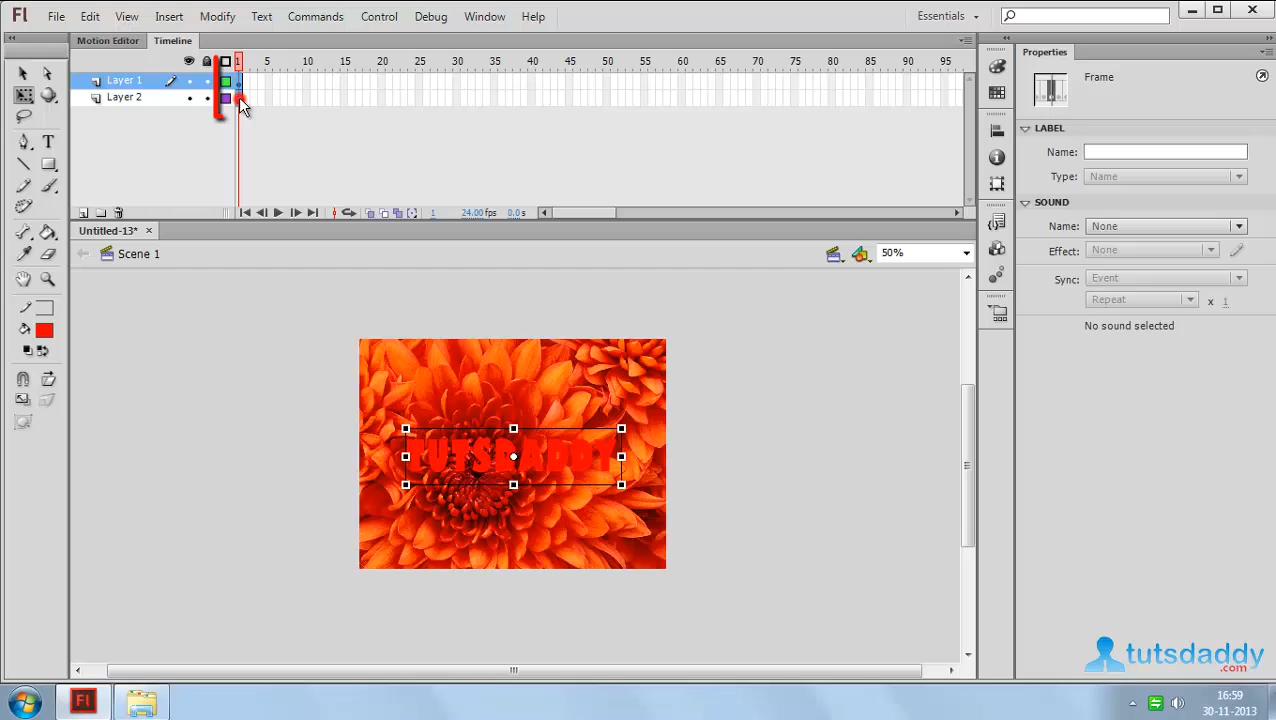 Fl File Edit View Insert Modify Text Commands Control Debug Window Help Essentials
Motion Editor Timeline
1 5 10 15 20 25 30 35 40 45 50 55 60 65 70 75 80 85 90 95
Layer 1
Layer 2
1 24.00 fps 0.0 s
Untitled-13*
Scene 1 50%
TUTSDADDY
Properties
Frame
LABEL
Name:
Type: Name
SOUND
Name: None
Effect: None
Sync: Event
Repeat x 1
No sound selected
tutsdaddy
.com
Fl
16:59
30-11-2013